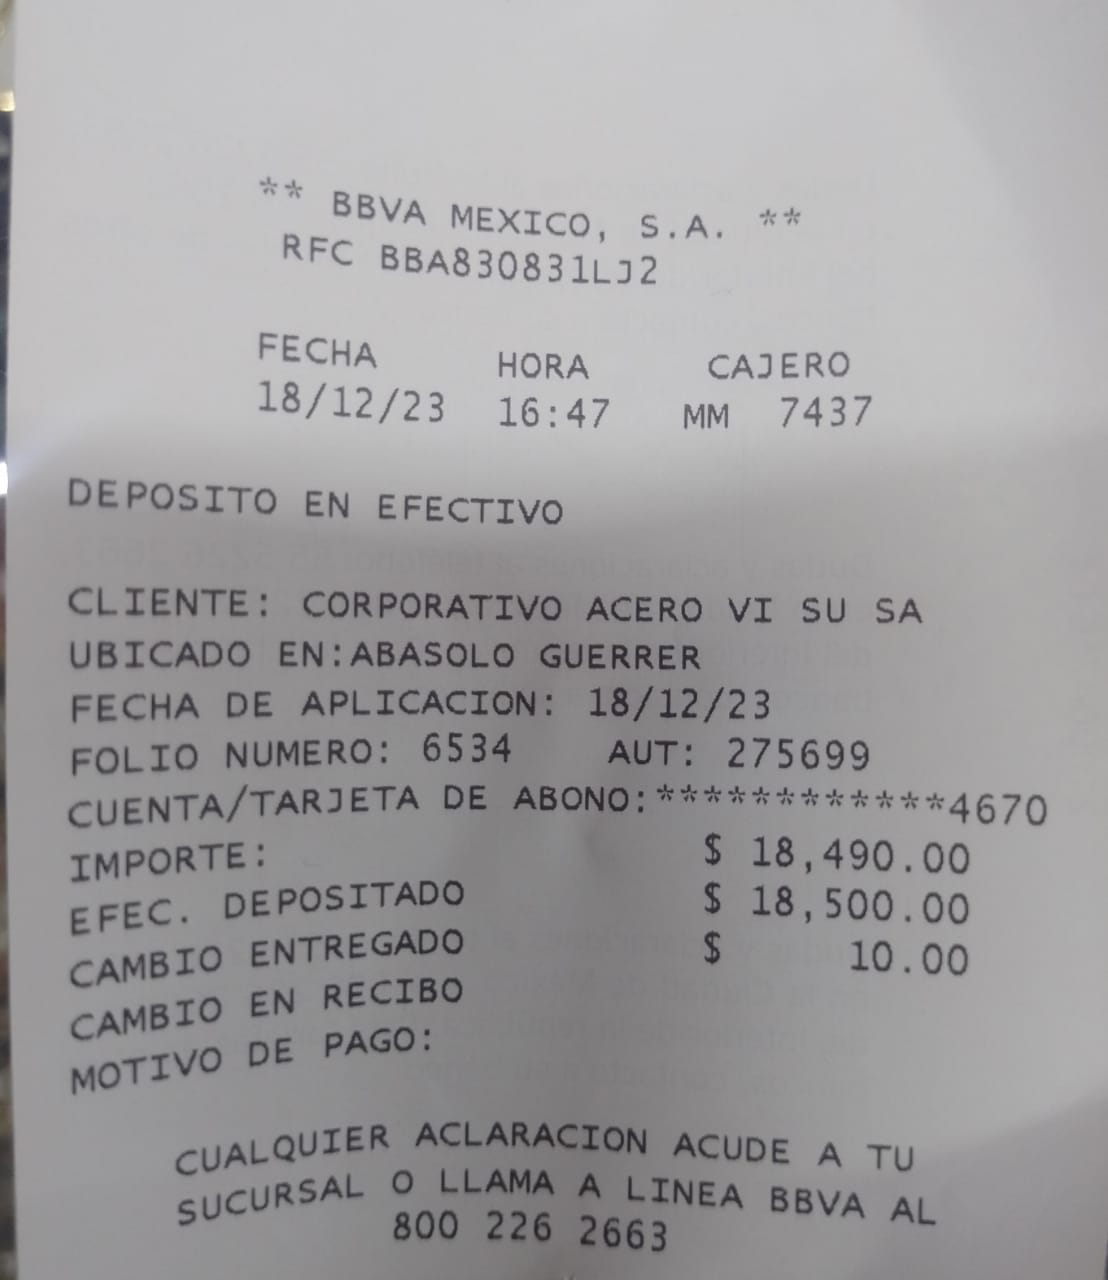 ** BBVA MEXICO, S.A. **
RFC BBA830831LJ2
FECHA HORA CAJERO
18/12/23 16:47 MM 7437
DEPOSITO EN EFECTIVO
CLIENTE: CORPORATIVO ACERO VI SU SA
UBICADO EN:ABASOLO GUERRER
FECHA DE APLICACION: 18/12/23
FOLIO NUMERO: 6534 AUT: 275699
CUENTA/TARJETA DE ABONO:************4670
IMPORTE: $ 18,490.00
EFEC. DEPOSITADO $ 18,500.00
CAMBIO ENTREGADO $ 10.00
CAMBIO EN RECIBO
MOTIVO DE PAGO:
CUALQUIER ACLARACION ACUDE A TU
SUCURSAL O LLAMA A LINEA BBVA AL
800 226 2663